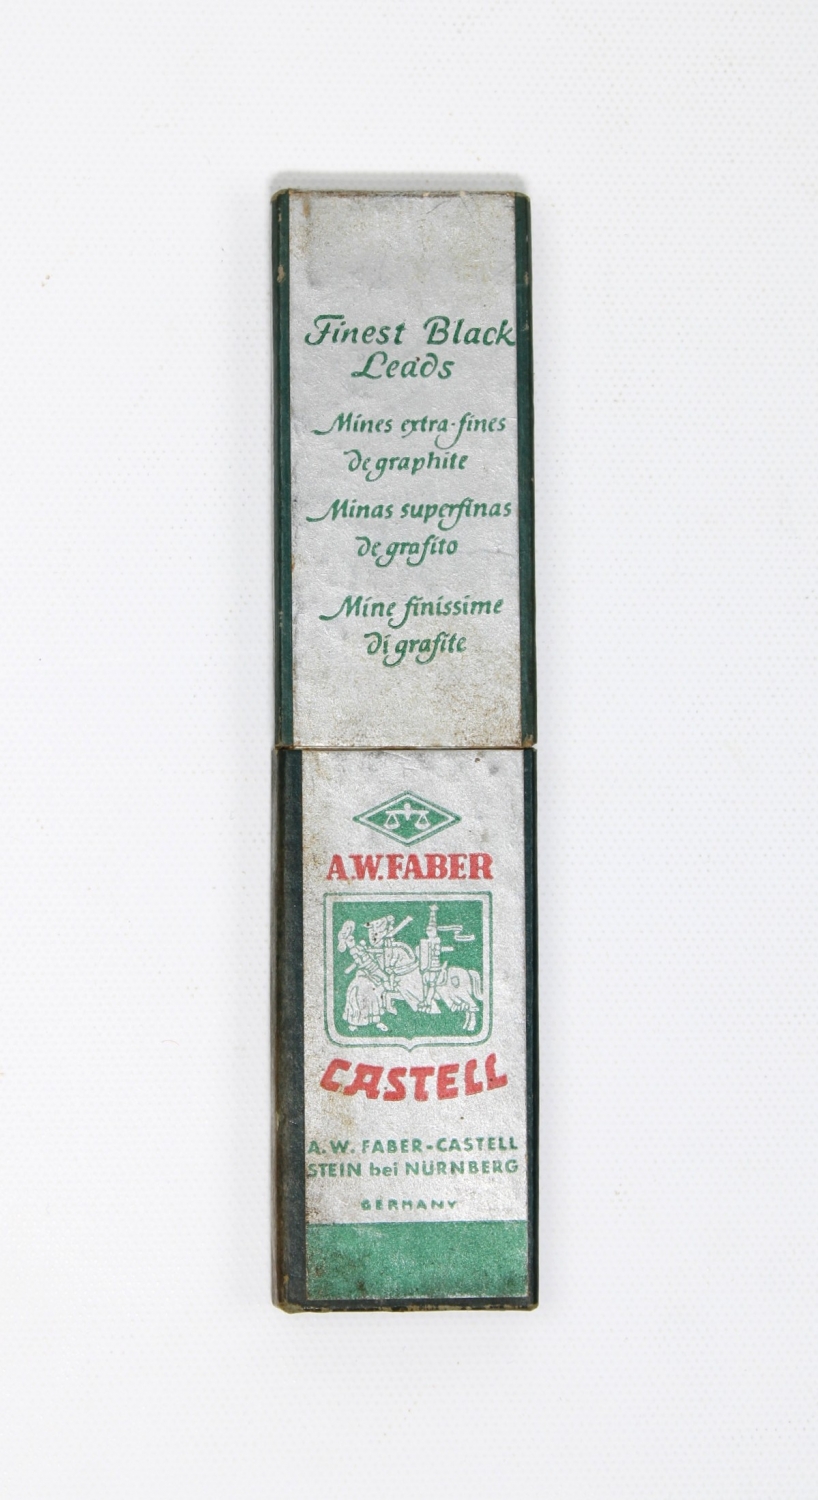 Finest Black
Leads
Mines extra-fines
de graphite
Minas superfinas
de grafito
Mine finissime
di grafite
A.W.FABER
CASTELL
A.W. FABER-CASTELL
STEIN bei NÜRNBERG
GERMANY